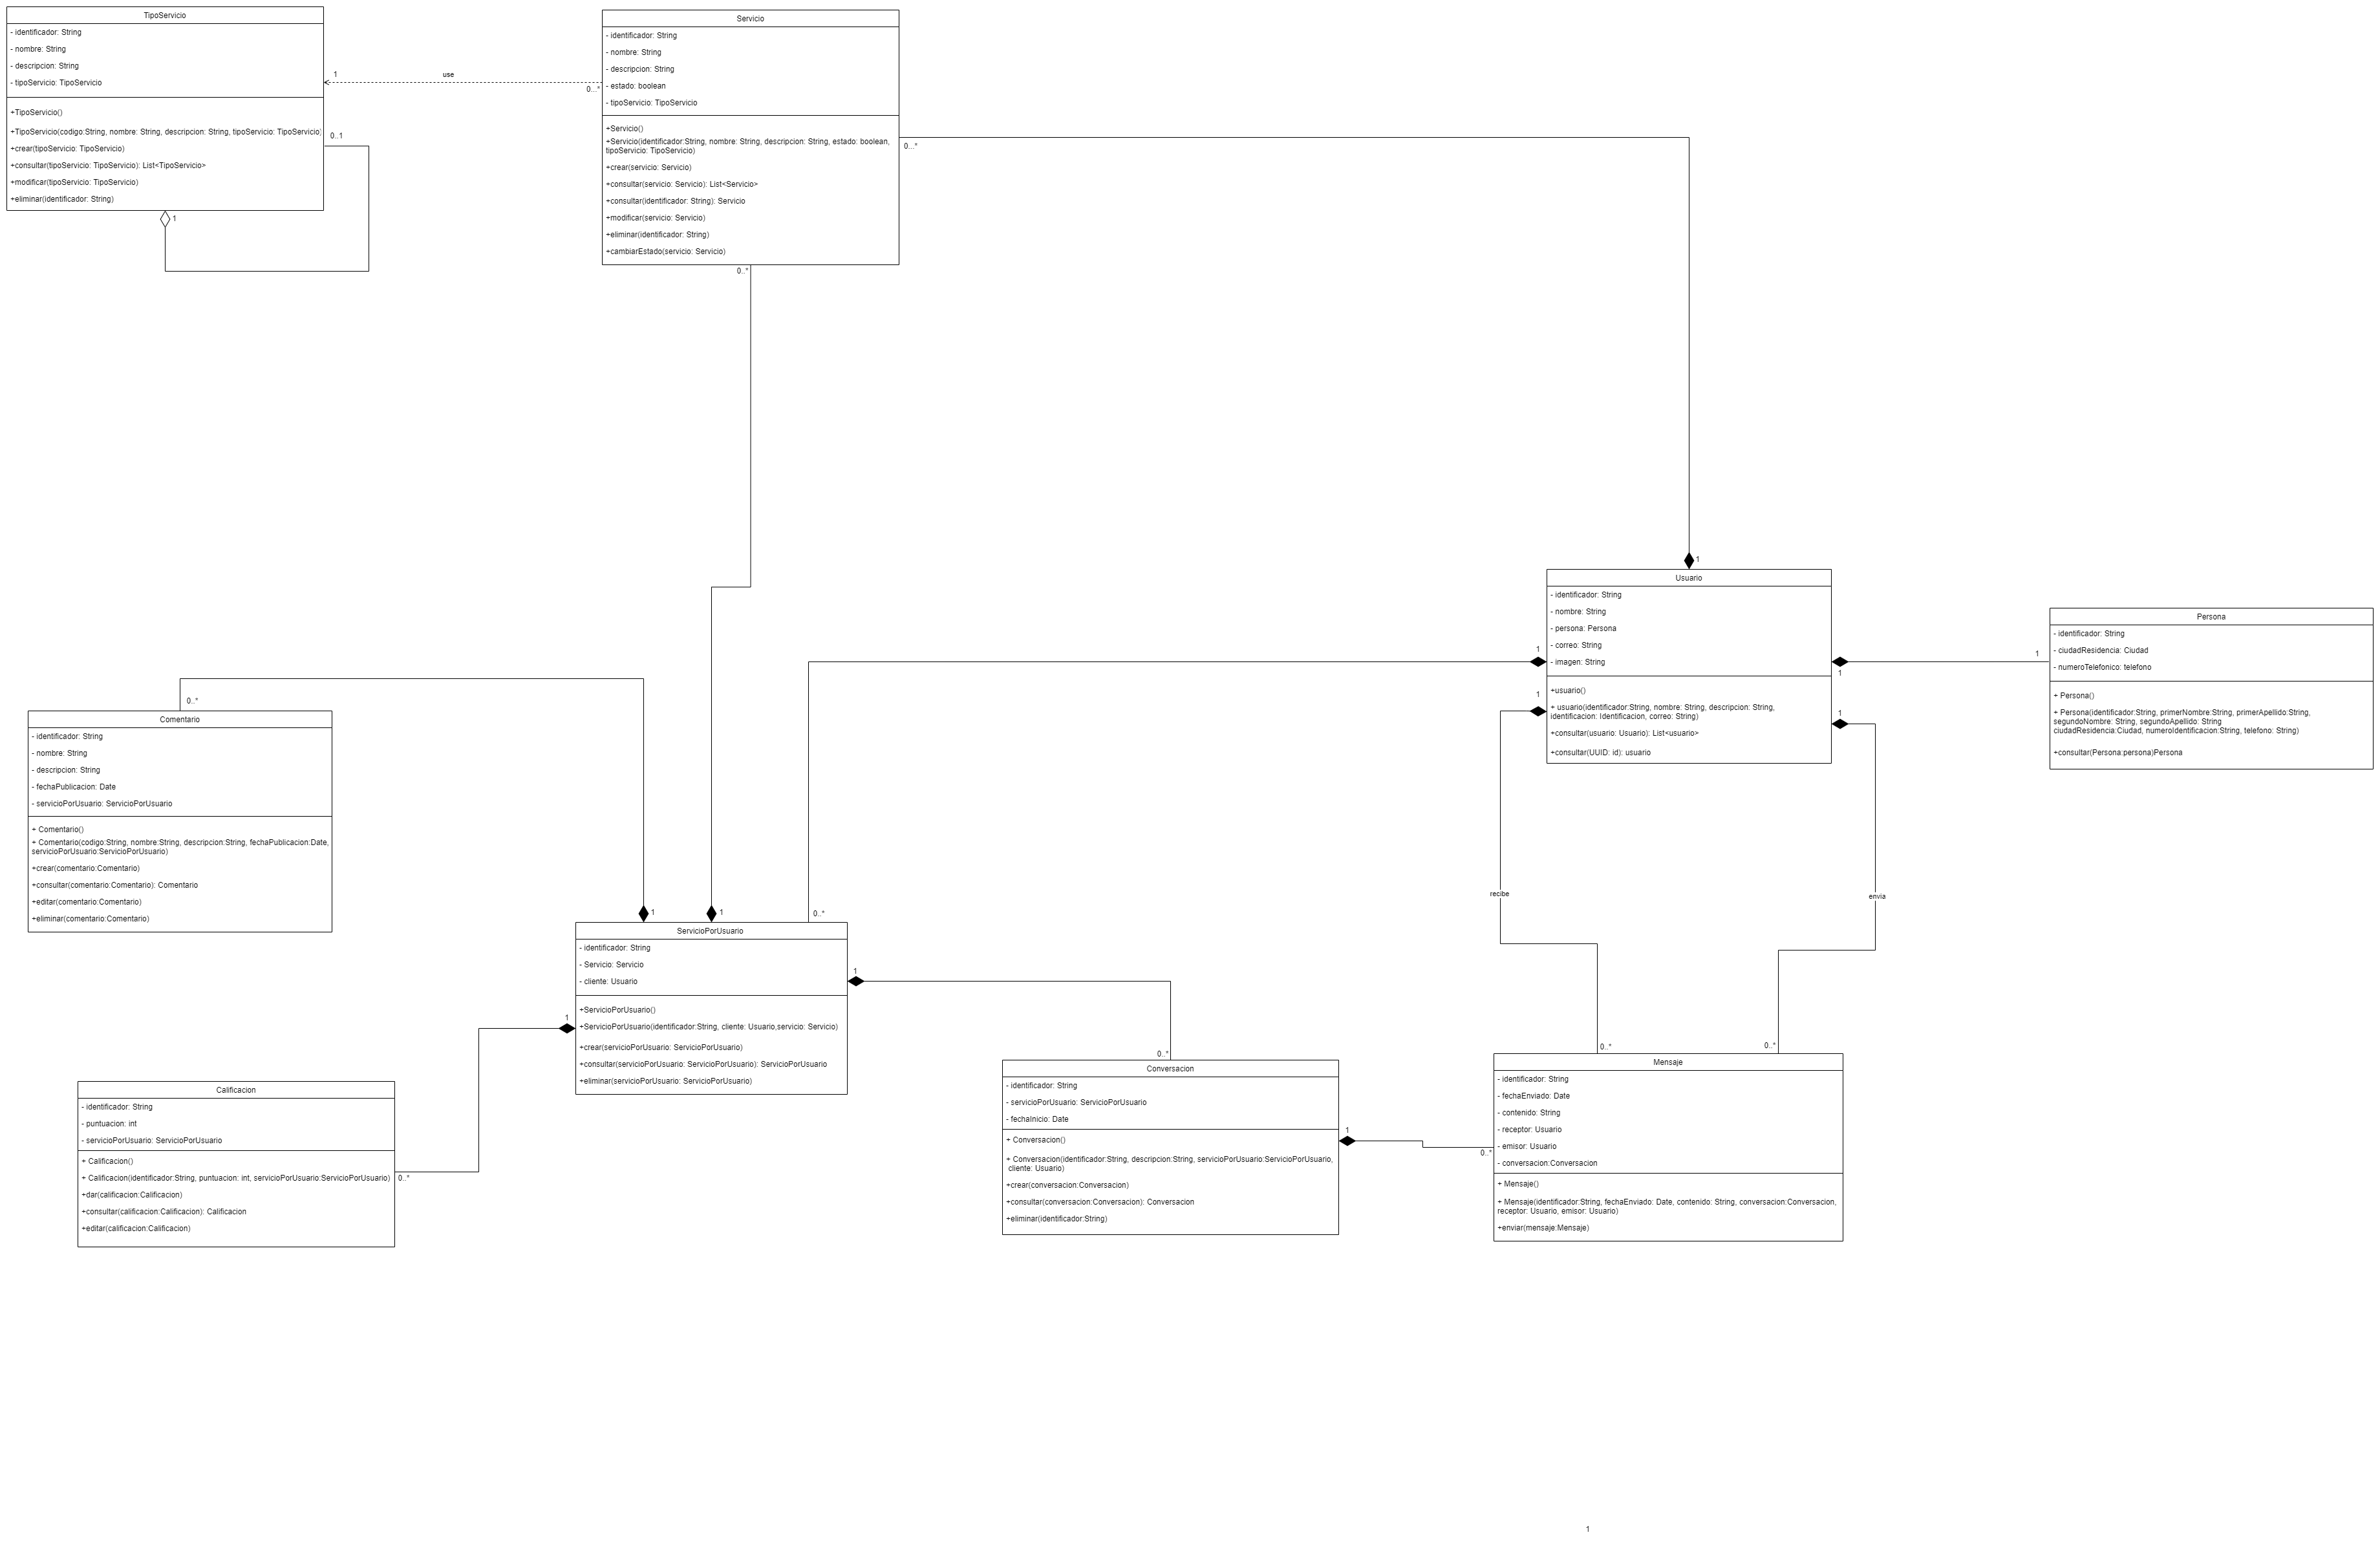 TipoServicio
- identificador: String
- nombre: String
- descripcion: String
- tipoServicio: TipoServicio
+TipoServicio()
+TipoServicio(codigo:String, nombre: String, descripcion: String, tipoServicio: TipoServicio)
+crear(tipoServicio: TipoServicio)
+consultar(tipoServicio: TipoServicio): List<TipoServicio>
+modificar(tipoServicio: TipoServicio)
+eliminar(identificador: String)
1
0..1
1
use
0...*
Servicio
- identificador: String
- nombre: String
- descripcion: String
- estado: boolean
- tipoServicio: TipoServicio
+Servicio()
+Servicio(identificador:String, nombre: String, descripcion: String, estado: boolean,
tipoServicio: TipoServicio)
+crear(servicio: Servicio)
+consultar(servicio: Servicio): List<Servicio>
+consultar(identificador: String): Servicio
+modificar(servicio: Servicio)
+eliminar(identificador: String)
+cambiarEstado(servicio: Servicio)
0...*
0..*
1
Usuario
- identificador: String
- nombre: String
- persona: Persona
- correo: String
- imagen: String
+usuario()
+ usuario(identificador:String, nombre: String, descripcion: String,
identificacion: Identificacion, correo: String)
+consultar(usuario: Usuario): List<usuario>
+consultar(UUID: id): usuario
1
1
1
1
1
Persona
- identificador: String
- ciudadResidencia: Ciudad
- numeroTelefonico: telefono
+ Persona()
+ Persona(identificador:String, primerNombre:String, primerApellido:String,
segundoNombre: String, segundoApellido: String
ciudadResidencia:Ciudad, numeroIdentificacion:String, telefono: String)
+consultar(Persona:persona)Persona
0..*
Comentario
- identificador: String
- nombre: String
- descripcion: String
- fechaPublicacion: Date
- servicioPorUsuario: ServicioPorUsuario
+ Comentario()
+ Comentario(codigo:String, nombre:String, descripcion:String, fechaPublicacion:Date,
servicioPorUsuario:ServicioPorUsuario)
+crear(comentario:Comentario)
+consultar(comentario:Comentario): Comentario
+editar(comentario:Comentario)
+eliminar(comentario:Comentario)
recibe
envia
1
1
0..*
ServicioPorUsuario
- identificador: String
- Servicio: Servicio
- cliente: Usuario
+ServicioPorUsuario()
+ServicioPorUsuario(identificador:String, cliente: Usuario,servicio: Servicio)
+crear(servicioPorUsuario: ServicioPorUsuario)
+consultar(servicioPorUsuario: ServicioPorUsuario): ServicioPorUsuario
+eliminar(servicioPorUsuario: ServicioPorUsuario)
1
1
Calificacion
- identificador: String
- puntuacion: int
- servicioPorUsuario: ServicioPorUsuario
+ Calificacion()
+ Calificacion(identificador:String, puntuacion: int, servicioPorUsuario:ServicioPorUsuario)
+dar(calificacion:Calificacion)
+consultar(calificacion:Calificacion): Calificacion
+editar(calificacion:Calificacion)
0..*
0..*
Conversacion
- identificador: String
- servicioPorUsuario: ServicioPorUsuario
- fechaInicio: Date
+ Conversacion()
+ Conversacion(identificador:String, descripcion:String, servicioPorUsuario:ServicioPorUsuario,
cliente: Usuario)
+crear(conversacion:Conversacion)
+consultar(conversacion:Conversacion): Conversacion
+eliminar(identificador:String)
1
0..*
0..*
0..*
Mensaje
- identificador: String
- fechaEnviado: Date
- contenido: String
- receptor: Usuario
- emisor: Usuario
- conversacion:Conversacion
+ Mensaje()
+ Mensaje(identificador:String, fechaEnviado: Date, contenido: String, conversacion:Conversacion,
receptor: Usuario, emisor: Usuario)
+enviar(mensaje:Mensaje)
1